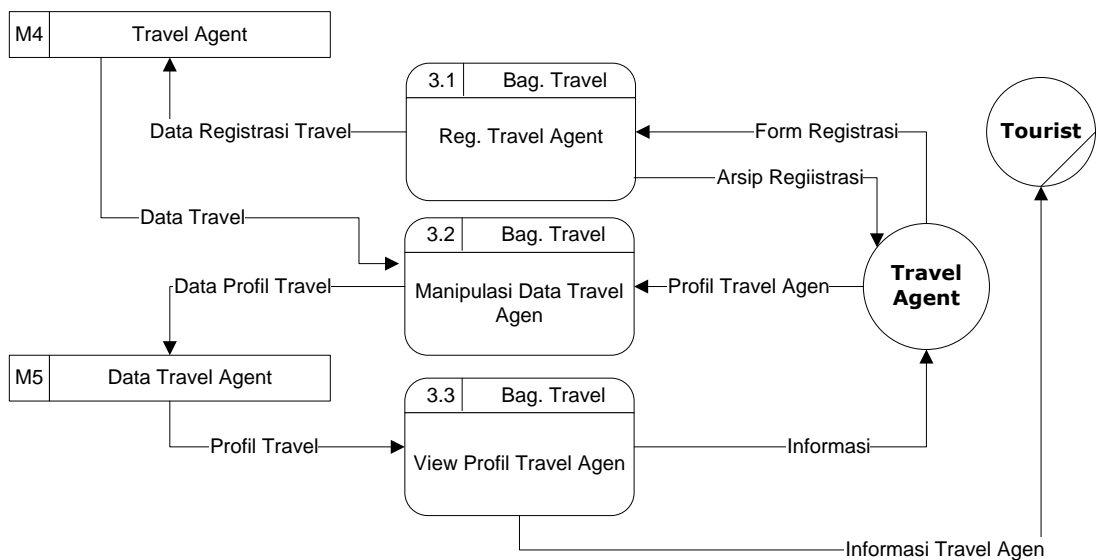 M4
Travel Agent
3.1
Bag. Travel
Reg. Travel Agent
Data Registrasi Travel
Form Registrasi
Tourist
Arsip Regiistrasi
Data Travel
3.2
Bag. Travel
Manipulasi Data Travel
Agen
Data Profil Travel
Profil Travel Agen
Travel
Agent
M5
Data Travel Agent
3.3
Bag. Travel
View Profil Travel Agen
Profil Travel
Informasi
Informasi Travel Agen